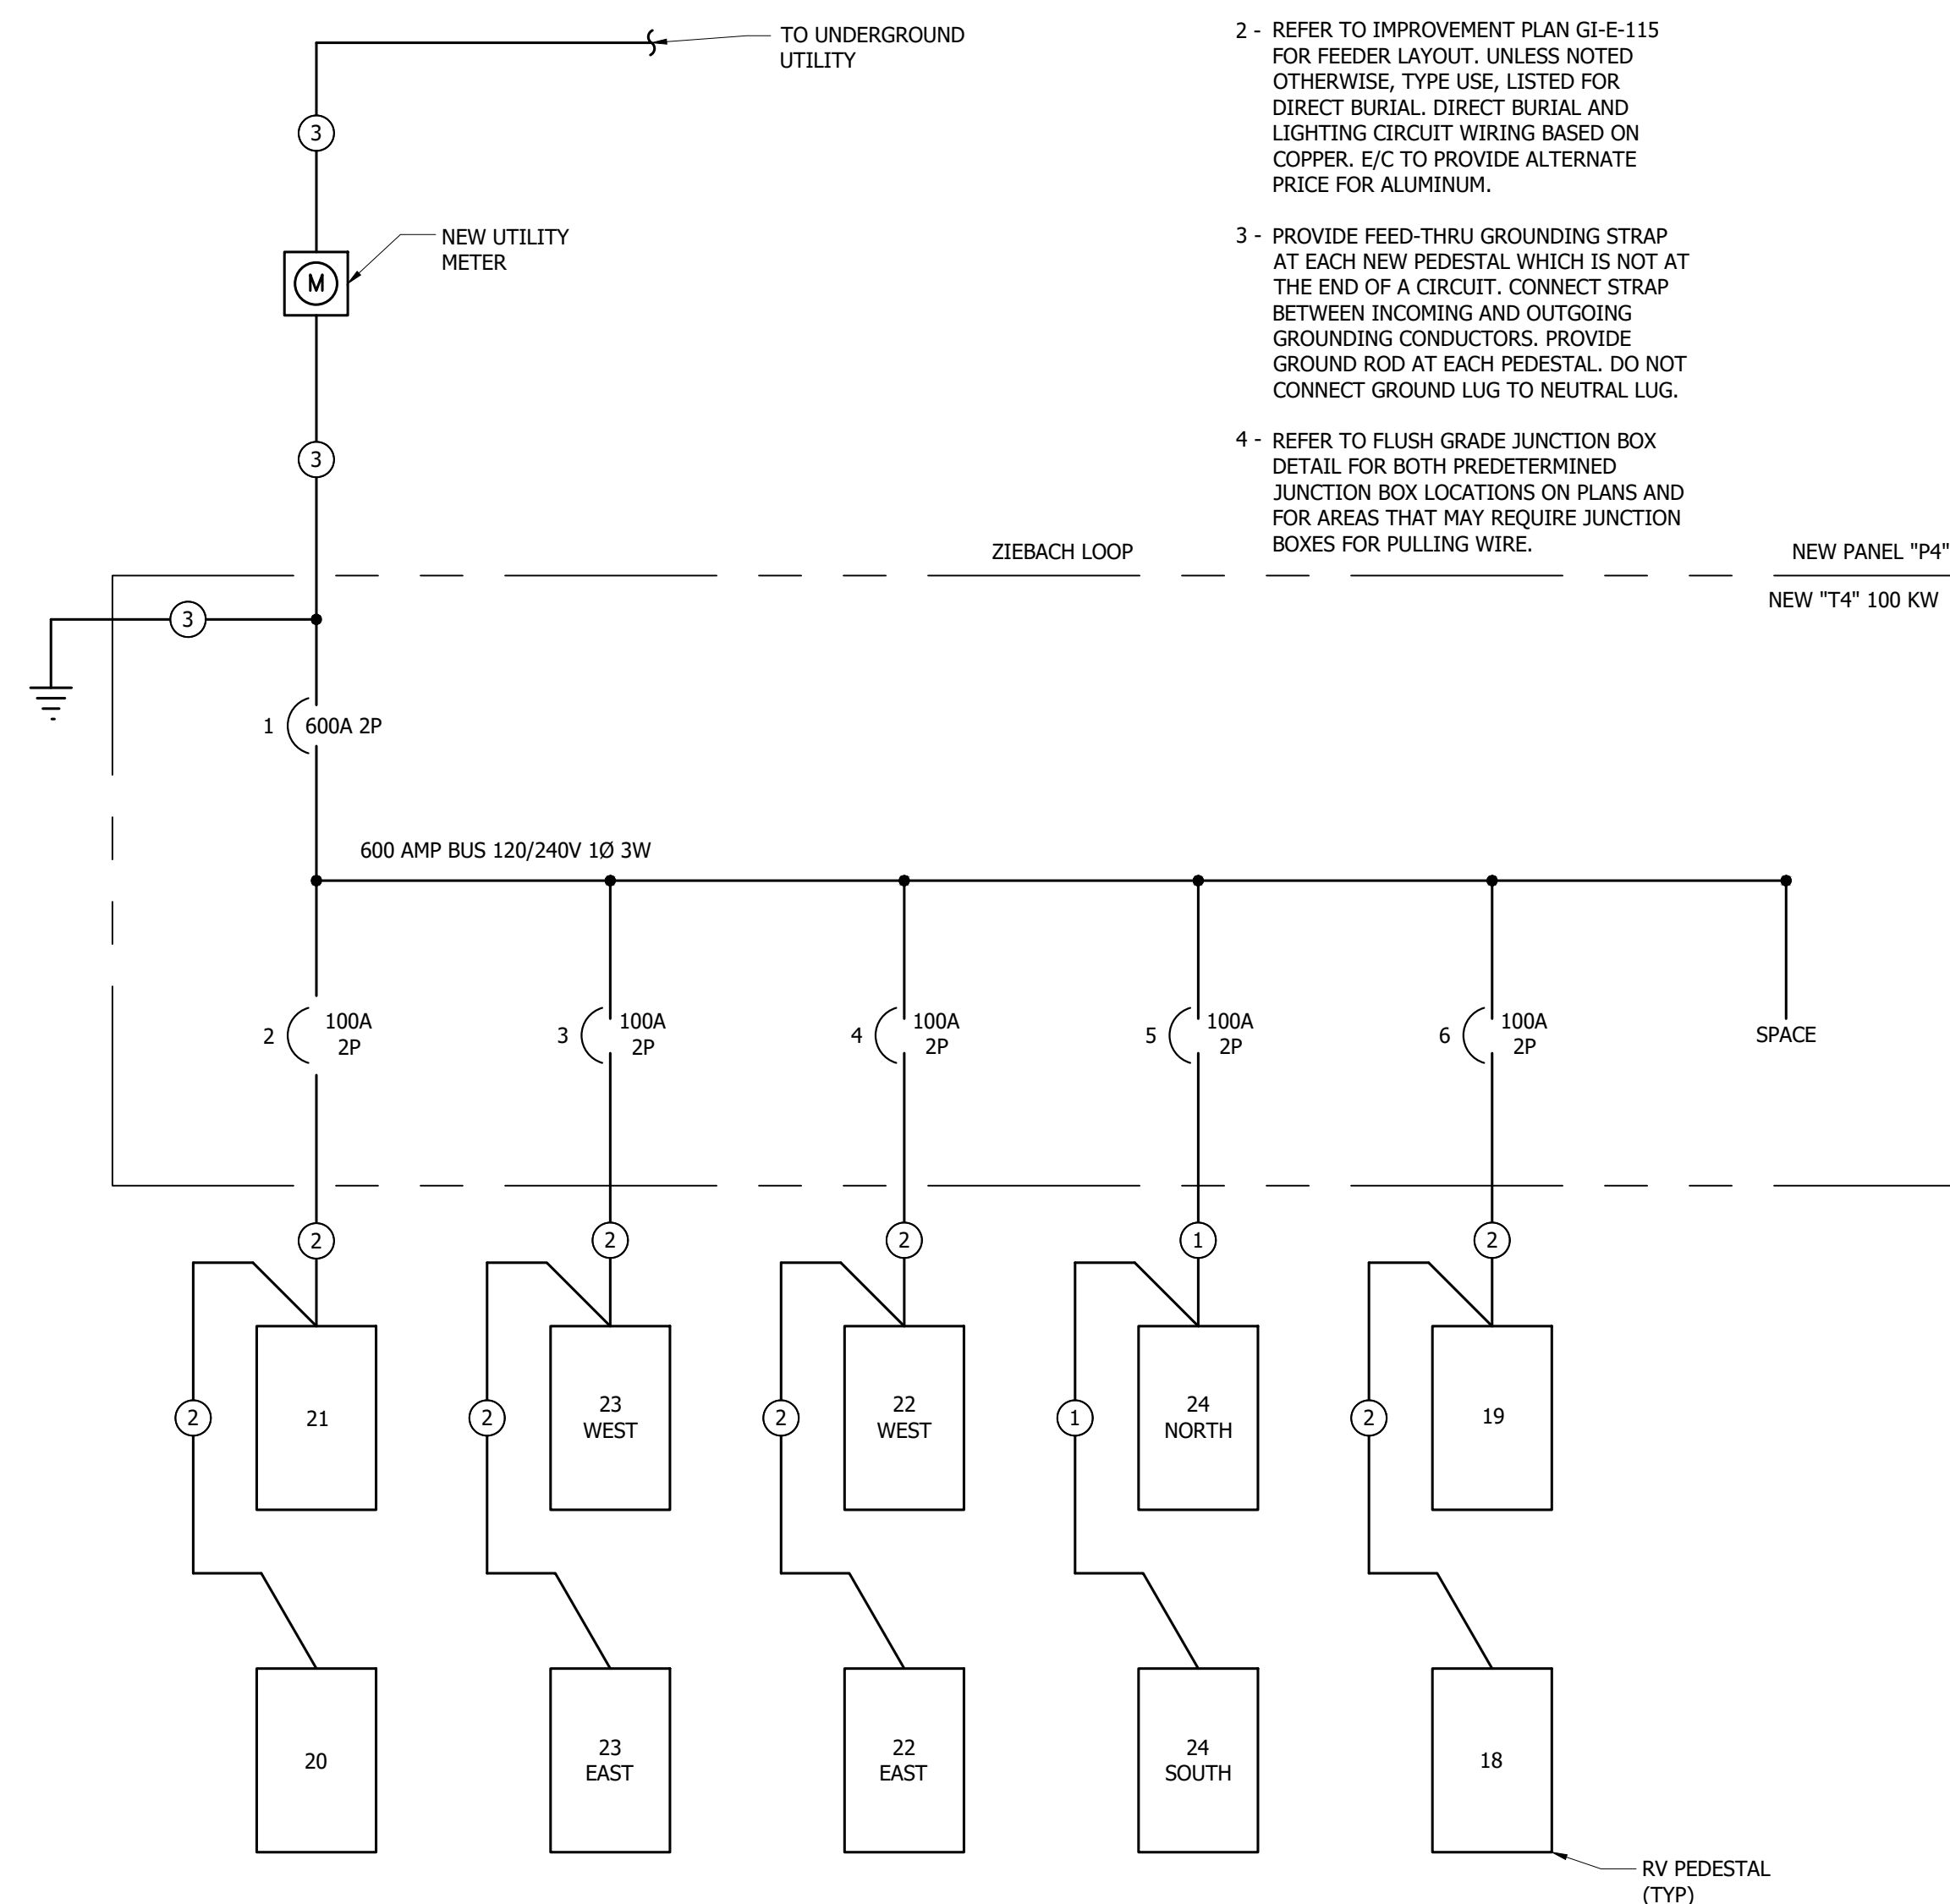 TO UNDERGROUND
UTILITY
2 - REFER TO IMPROVEMENT PLAN GI-E-115
FOR FEEDER LAYOUT. UNLESS NOTED
OTHERWISE, TYPE USE, LISTED FOR
DIRECT BURIAL. DIRECT BURIAL AND
LIGHTING CIRCUIT WIRING BASED ON
COPPER. E/C TO PROVIDE ALTERNATE
PRICE FOR ALUMINUM.
3
NEW UTILITY
METER
M
3 - PROVIDE FEED-THRU GROUNDING STRAP
AT EACH NEW PEDESTAL WHICH IS NOT AT
THE END OF A CIRCUIT. CONNECT STRAP
BETWEEN INCOMING AND OUTGOING
GROUNDING CONDUCTORS. PROVIDE
GROUND ROD AT EACH PEDESTAL. DO NOT
CONNECT GROUND LUG TO NEUTRAL LUG.
3
4 - REFER TO FLUSH GRADE JUNCTION BOX
DETAIL FOR BOTH PREDETERMINED
JUNCTION BOX LOCATIONS ON PLANS AND
FOR AREAS THAT MAY REQUIRE JUNCTION
BOXES FOR PULLING WIRE.
ZIEBACH LOOP
NEW PANEL "P4"
NEW "T4" 100 KW
3
1 600A 2P
600 AMP BUS 120/240V 1Ø 3W
2 100A
2P
3 100A
2P
4 100A
2P
5 100A
2P
6 100A
2P
SPACE
2
2
2
1
2
2
21
2
23
WEST
2
22
WEST
1
24
NORTH
2
19
20
23
EAST
22
EAST
24
SOUTH
18
RV PEDESTAL
(TYP)